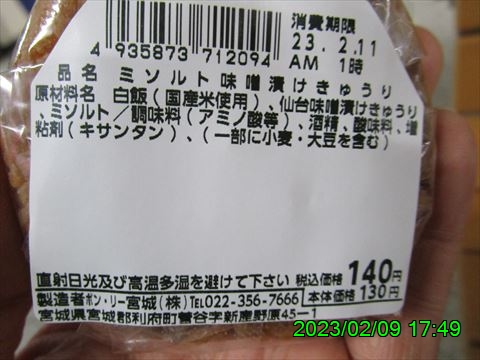 消費期限
4 935873 712094
23. 2.11
AM 1時
品名 ミソルト味噌漬けきゅうり
原材料名 白飯(国産米使用)、仙台味噌漬けきゅうり
、ミソルト/調味料(アミノ酸等)、酒精、酸味料、増
粘剤(キサンタン)、(一部に小麦・大豆を含む)
直射日光及び高温多湿を避けて下さい 税込価格 140円
製造者 ポン・リー宮城(株)TEL022-356-7666 本体価格 130円
宮城県宮城郡利府町菅谷字新産野原45-1
2023/02/09 17:49